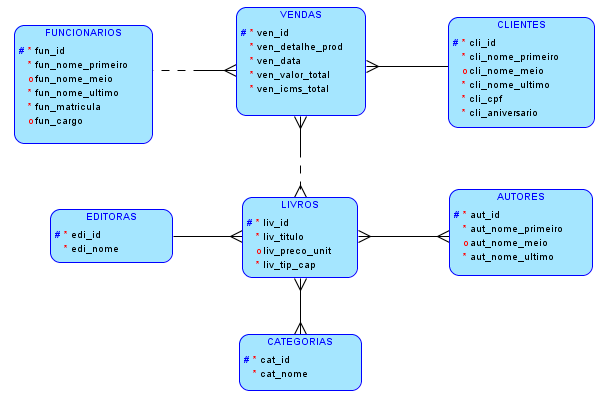 FUNCIONARIOS
# * fun_id
* fun_nome_primeiro
o fun_nome_meio
* fun_nome_ultimo
* fun_matricula
o fun_cargo
VENDAS
# * ven_id
* ven_detalhe_prod
* ven_data
* ven_valor_total
* ven_icms_total
CLIENTES
# * cli_id
* cli_nome_primeiro
o cli_nome_meio
* cli_nome_ultimo
* cli_cpf
* cli_aniversario
EDITORAS
# * edi_id
* edi_nome
LIVROS
# * liv_id
* liv_titulo
o liv_preco_unit
* liv_tip_cap
AUTORES
# * aut_id
* aut_nome_primeiro
o aut_nome_meio
* aut_nome_ultimo
CATEGORIAS
# * cat_id
* cat_nome